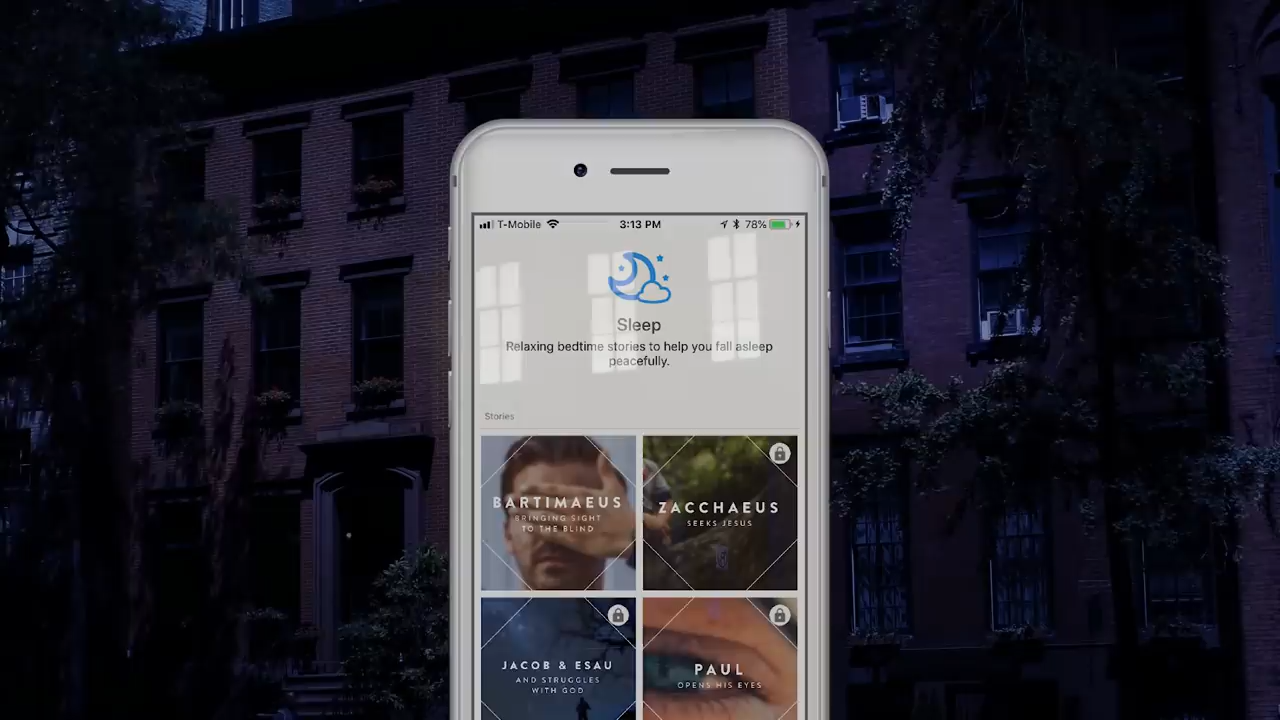 T-Mobile 3:13 PM 78%
Sleep
Relaxing bedtime stories to help you fall asleep
peacefully.
Stories
BARTIMAEUS
BRINGING SIGHT
TO THE BLIND
ZACCHAEUS
SEEKS JESUS
JACOB & ESAU
AND STRUGGLES
WITH GOD
PAUL
OPENS HIS EYES